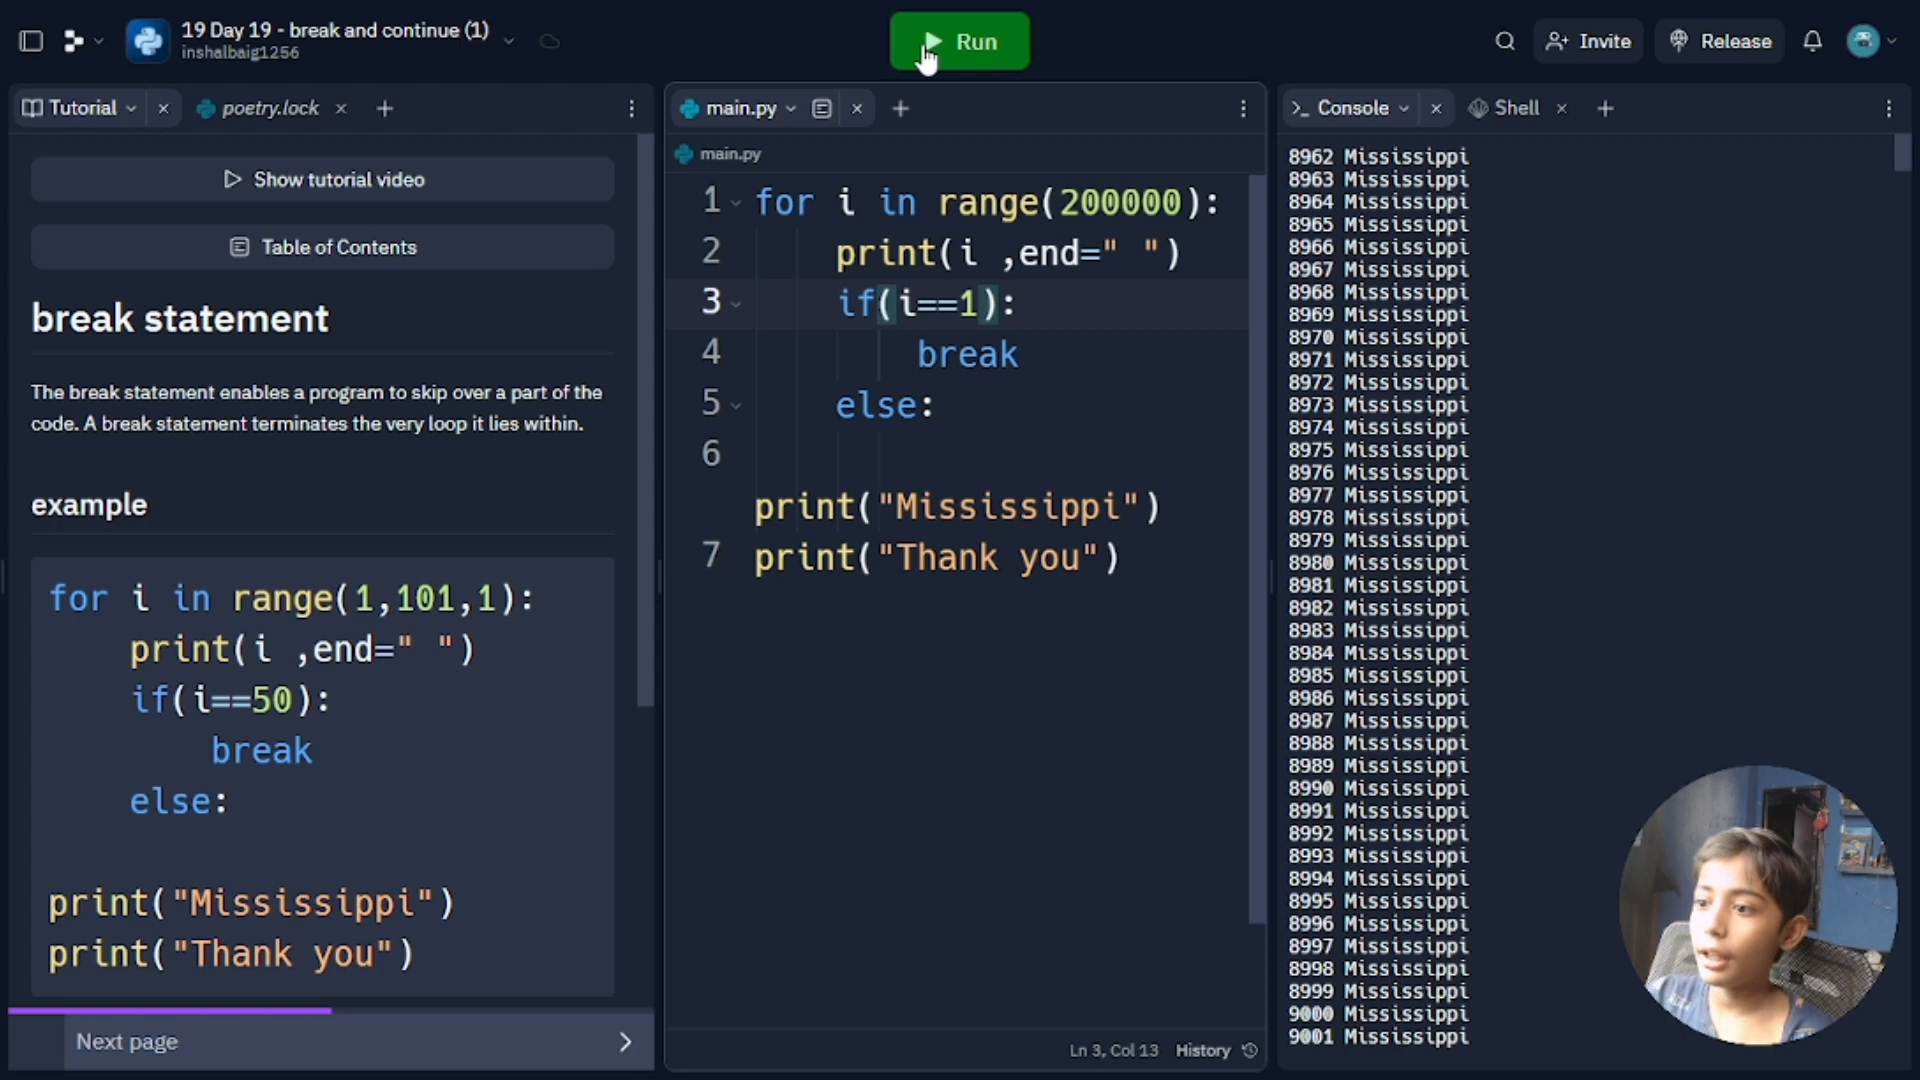 19 Day 19 - break and continue (1)
inshalbaig1256
Run
Invite
Release
Tutorial
poetry.lock
Show tutorial video
Table of Contents
break statement
The break statement enables a program to skip over a part of the
code. A break statement terminates the very loop it lies within.
example
for i in range(1,101,1):
print(i ,end=" ")
if(i==50):
break
else:
print("Mississippi")
print("Thank you")
Next page
main.py
main.py
1 for i in range(200000):
2 print(i ,end=" ")
3 if(i==1):
4 break
5 else:
6
print("Mississippi")
7 print("Thank you")
Ln 3, Col 13 History
Console
Shell
8962 Mississippi
8963 Mississippi
8964 Mississippi
8965 Mississippi
8966 Mississippi
8967 Mississippi
8968 Mississippi
8969 Mississippi
8970 Mississippi
8971 Mississippi
8972 Mississippi
8973 Mississippi
8974 Mississippi
8975 Mississippi
8976 Mississippi
8977 Mississippi
8978 Mississippi
8979 Mississippi
8980 Mississippi
8981 Mississippi
8982 Mississippi
8983 Mississippi
8984 Mississippi
8985 Mississippi
8986 Mississippi
8987 Mississippi
8988 Mississippi
8989 Mississippi
8990 Mississippi
8991 Mississippi
8992 Mississippi
8993 Mississippi
8994 Mississippi
8995 Mississippi
8996 Mississippi
8997 Mississippi
8998 Mississippi
8999 Mississippi
9000 Mississippi
9001 Mississippi